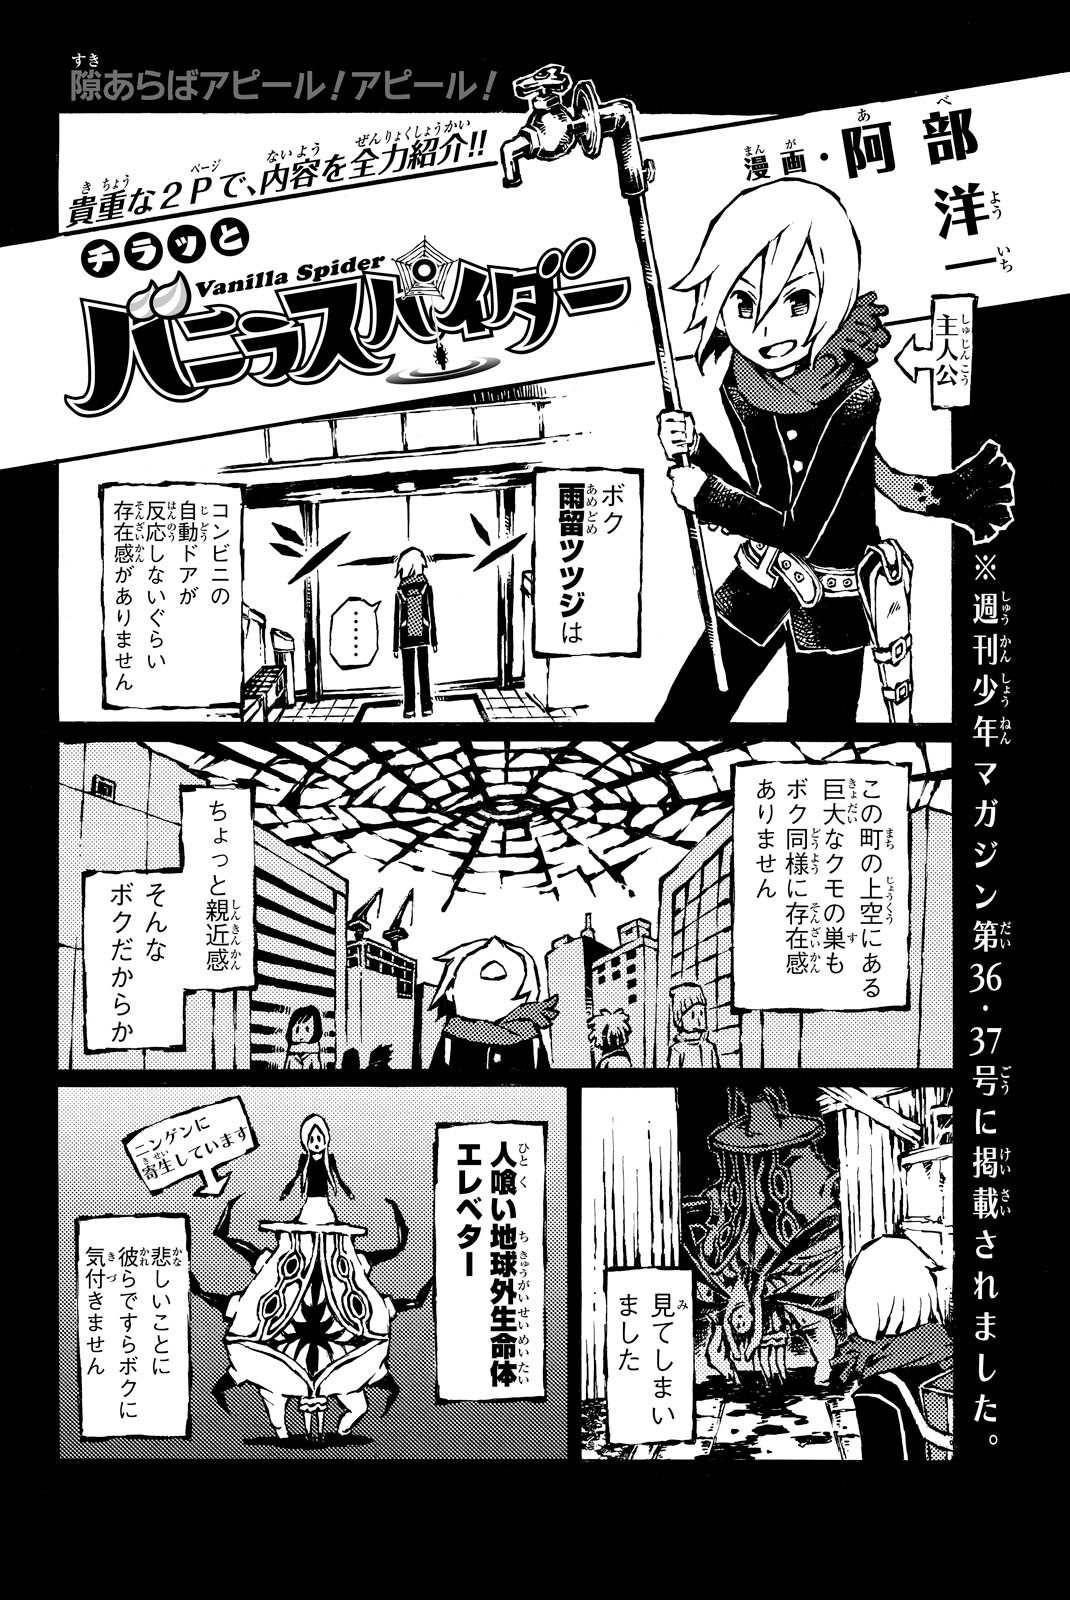 隙あらばアピール！アピール！
貴重な２Ｐで、内容を全力紹介!!
チラッと
Vanilla Spider
バニラスパイダー
漫画・阿部洋一
主人公
ボク
雨留ツツジは
コンビニの
自動ドアが
反応しないぐらい
存在感がありません
……
この町の上空にある
巨大なクモの巣も
ボク同様に存在感
ありません
ちょっと親近感
そんな
ボクだからか
見てしまい
ました
人喰い地球外生命体
エレベター
ニンゲンに
寄生しています
悲しいことに
彼らですらボクに
気付きません
※週刊少年マガジン第36・37号に掲載されました。